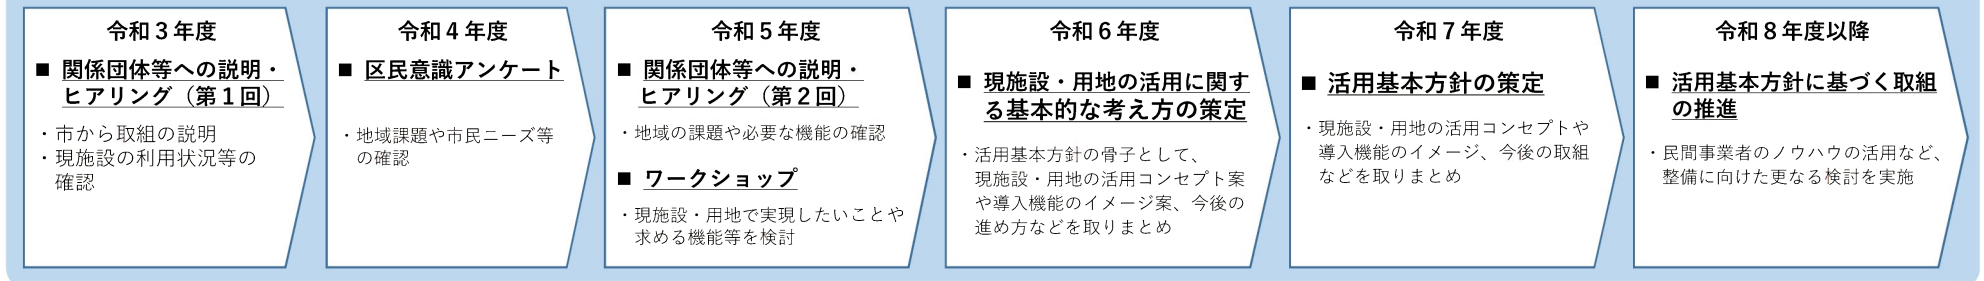 令和３年度
■ 関係団体等への説明・
ヒアリング（第１回）
・市から取組の説明
・現施設の利用状況等の
確認
令和４年度
■ 区民意識アンケート
・地域課題や市民ニーズ等
の確認
令和５年度
■ 関係団体等への説明・
ヒアリング（第２回）
・地域の課題や必要な機能の確認
■ ワークショップ
・現施設・用地で実現したいことや
求める機能等を検討
令和６年度
■ 現施設・用地の活用に関す
る基本的な考え方の策定
・活用基本方針の骨子として、
現施設・用地の活用コンセプト案
や導入機能のイメージ案、今後の
進め方などを取りまとめ
令和７年度
■ 活用基本方針の策定
・現施設・用地の活用コンセプトや
導入機能のイメージ、今後の取組
などを取りまとめ
令和８年度以降
■ 活用基本方針に基づく取組
の推進
・民間事業者のノウハウの活用など、
整備に向けた更なる検討を実施